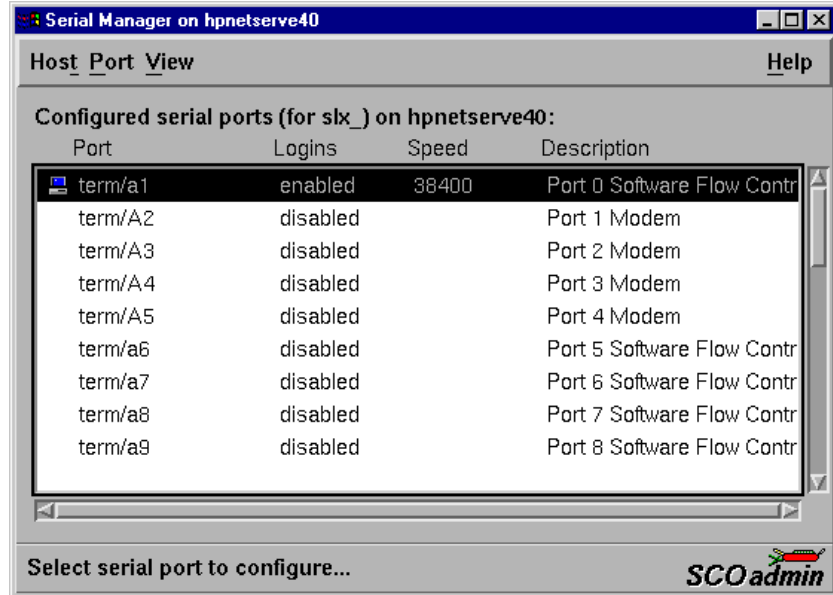 Serial Manager on hpnetserve40
Host Port View Help
Configured serial ports (for slx_) on hpnetserve40:
Port Logins Speed Description
term/a1 enabled 38400 Port 0 Software Flow Contr
term/A2 disabled Port 1 Modem
term/A3 disabled Port 2 Modem
term/A4 disabled Port 3 Modem
term/A5 disabled Port 4 Modem
term/a6 disabled Port 5 Software Flow Contr
term/a7 disabled Port 6 Software Flow Contr
term/a8 disabled Port 7 Software Flow Contr
term/a9 disabled Port 8 Software Flow Contr
Select serial port to configure...
SCOadmin